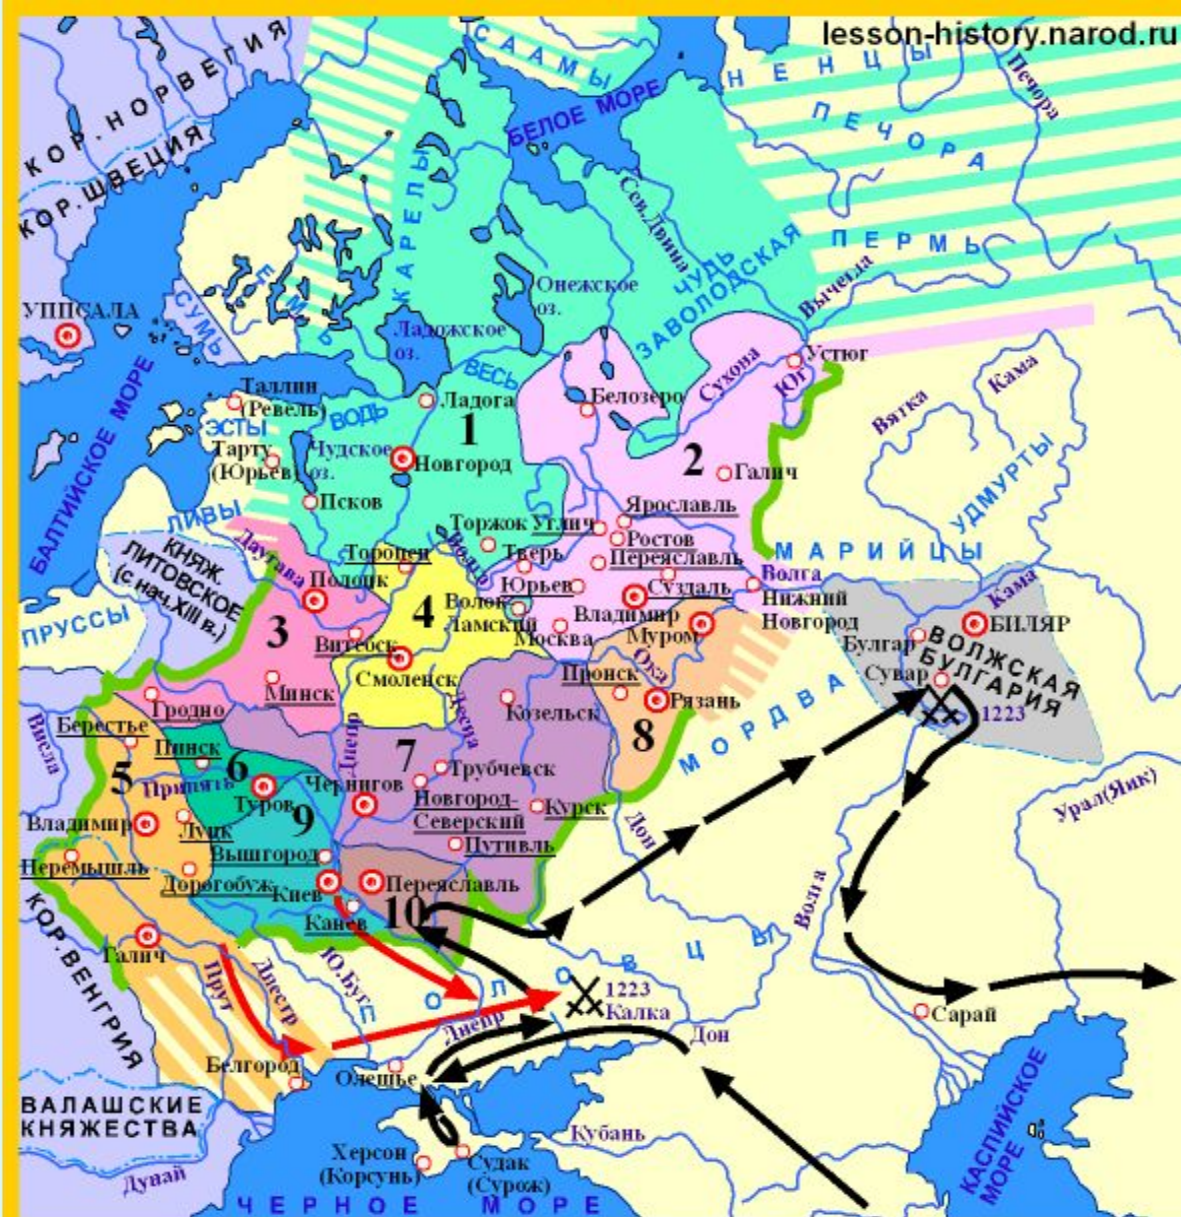 lesson-history.narod.ru
КОР.НОРВЕГИЯ
КОР.ШВЕЦИЯ
СААМЫ
НЕНЦЫ
Печора
ПЕЧОРА
БЕЛОЕ МОРЕ
КАРЕЛЫ
Сев.Двина
ЧУДЬ
ЗАВОЛОДСКАЯ
ПЕРМЬ
Вычегда
УППСАЛА
СУМЬ
ЕМЬ
Онежское
оз.
Ладожское
оз.
ВЕСЬ
Сухона
Юг
Устюг
Кама
Вятка
УДМУРТЫ
БАЛТИЙСКОЕ МОРЕ
Таллин
(Ревель)
ЭСТЫ
Тарту
(Юрьев)
ВОДЬ
Чудское
оз.
Ладога
1
Новгород
Псков
Белозеро
2
Галич
ЛИВЫ
Торжок
Углич
Ярославль
Ростов
Переяславль
Тверь
Волга
Юрьев
Суздаль
Владимир
Волок
Ламский
Москва
Муром
Волга
Нижний
Новгород
МАРИЙЦЫ
КНЯЖ.
ЛИТОВСКОЕ
(с нач.XIII в.)
ПРУССЫ
Даугава
Полоцк
Торопец
3
4
Витебск
Смоленск
Минск
Гродно
Пронск
Ока
Рязань
8
МОРДВА
Кама
БИЛЯР
Булгар
Сувар
ВОЛЖСКАЯ
БУЛГАРИЯ
1223
Висла
Берестье
Пинск
5
6
Припять
Туров
Днепр
Десна
7
Козельск
Чернигов
Трубчевск
Новгород-
Северский
Курск
Путивль
Владимир
Луцк
9
Вышгород
Перемышль
Дорогобуж
Киев
Переяславль
Канев
10
Дон
Волга
Урал(Яик)
КОР.ВЕНГРИЯ
Галич
Прут
Днестр
Ю.Буг
ПОЛОВЦЫ
1223
Калка
Днепр
Дон
Сарай
Белгород
Олешье
ВАЛАШСКИЕ
КНЯЖЕСТВА
Дунай
Херсон
(Корсунь)
Судак
(Сурож)
Кубань
ЧЕРНОЕ МОРЕ
КАСПИЙСКОЕ
МОРЕ